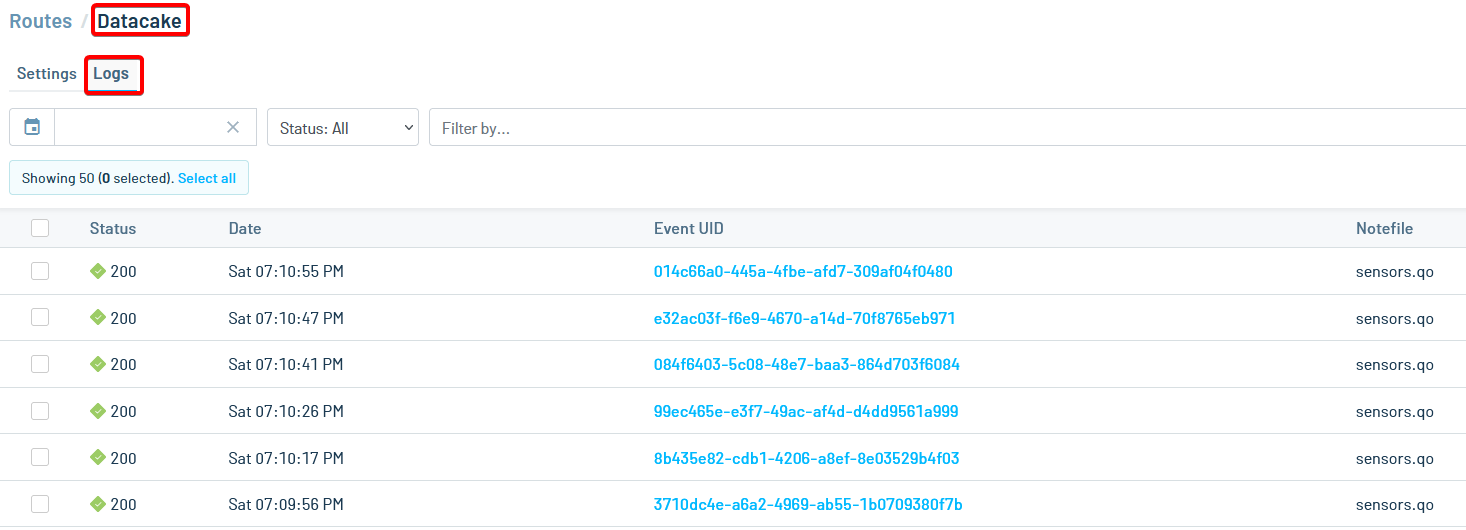 Routes / Datacake
Settings Logs
Status: All Filter by...
Showing 50 (0 selected). Select all
Status Date Event UID Notefile
200 Sat 07:10:55 PM 014c66a0-445a-4fbe-afd7-309af04f0480 sensors.qo
200 Sat 07:10:47 PM e32ac03f-f6e9-4670-a14d-70f8765eb971 sensors.qo
200 Sat 07:10:41 PM 084f6403-5c08-48e7-baa3-864d703f6084 sensors.qo
200 Sat 07:10:26 PM 99ec465e-e3f7-49ac-af4d-d4dd9561a999 sensors.qo
200 Sat 07:10:17 PM 8b435e82-cdb1-4206-a8ef-8e03529b4f03 sensors.qo
200 Sat 07:09:56 PM 3710dc4e-a6a2-4969-ab55-1b0709380f7b sensors.qo